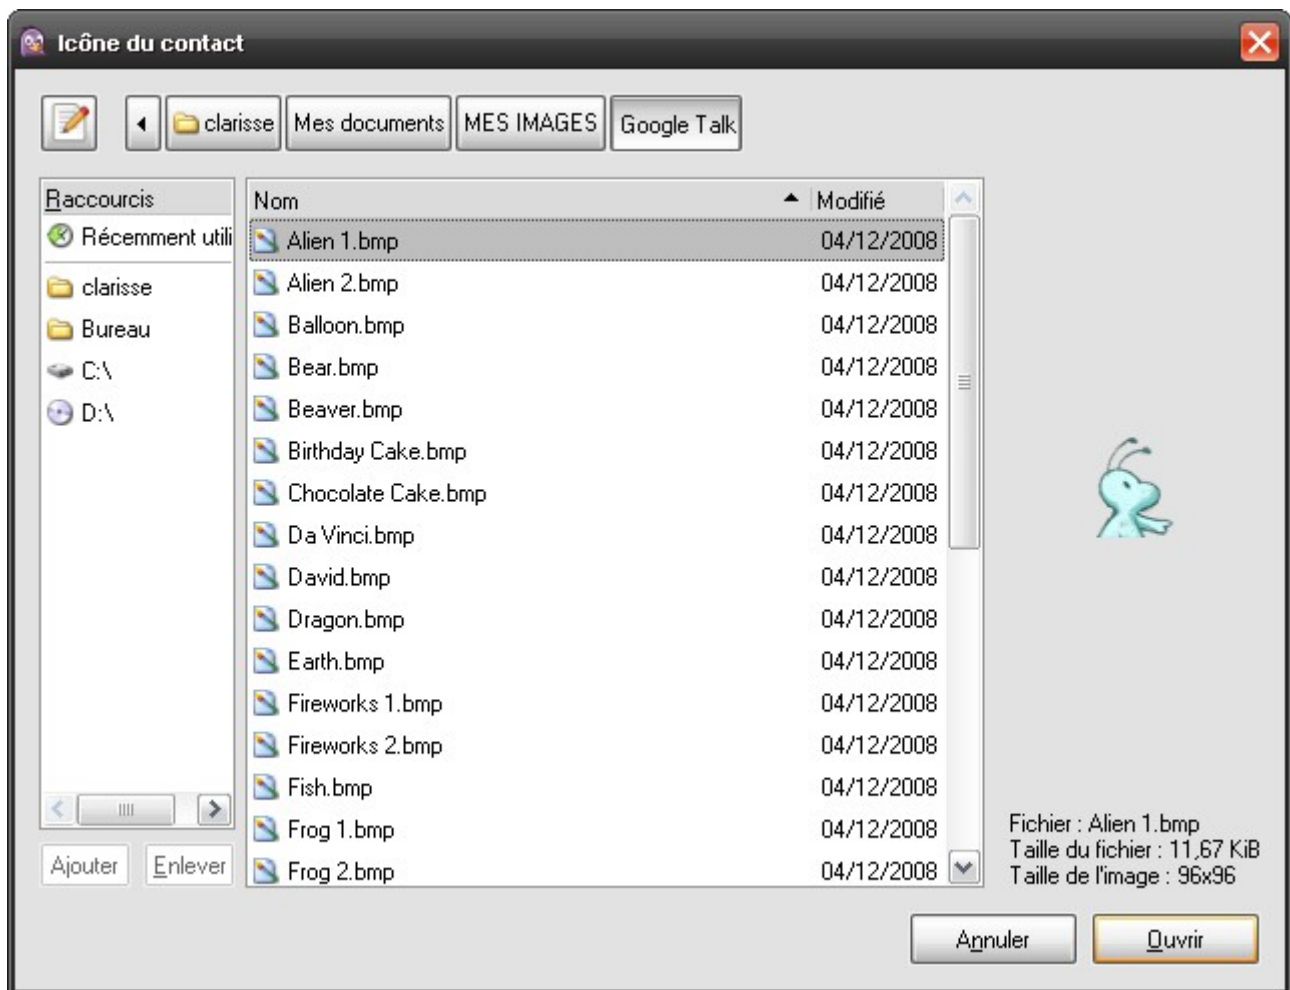 Icône du contact
clarisse Mes documents MES IMAGES Google Talk
Raccourcis
Récemment utili
clarisse
Bureau
C:\
D:\
Ajouter Enlever
Nom Modifié
Alien 1.bmp 04/12/2008
Alien 2.bmp 04/12/2008
Balloon.bmp 04/12/2008
Bear.bmp 04/12/2008
Beaver.bmp 04/12/2008
Birthday Cake.bmp 04/12/2008
Chocolate Cake.bmp 04/12/2008
Da Vinci.bmp 04/12/2008
David.bmp 04/12/2008
Dragon.bmp 04/12/2008
Earth.bmp 04/12/2008
Fireworks 1.bmp 04/12/2008
Fireworks 2.bmp 04/12/2008
Fish.bmp 04/12/2008
Frog 1.bmp 04/12/2008
Frog 2.bmp 04/12/2008
Fichier : Alien 1.bmp
Taille du fichier : 11,67 KiB
Taille de l'image : 96x96
Annuler Ouvrir